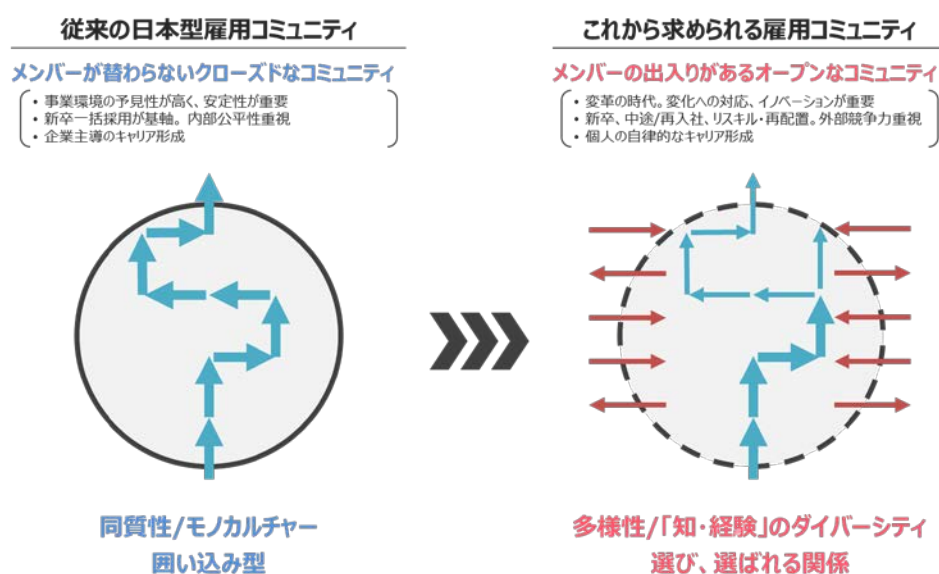 従来の日本型雇用コミュニティ
メンバーが替わらないクローズドなコミュニティ
• 事業環境の予見性が高く、安定性が重要
• 新卒一括採用が基軸。内部公平性重視
• 企業主導のキャリア形成
同質性/モノカルチャー
囲い込み型
これから求められる雇用コミュニティ
メンバーの出入りがあるオープンなコミュニティ
• 変革の時代。変化への対応、イノベーションが重要
• 新卒、中途/再入社、リスキル・再配置。外部競争力重視
• 個人の自律的なキャリア形成
多様性/「知・経験」のダイバーシティ
選び、選ばれる関係